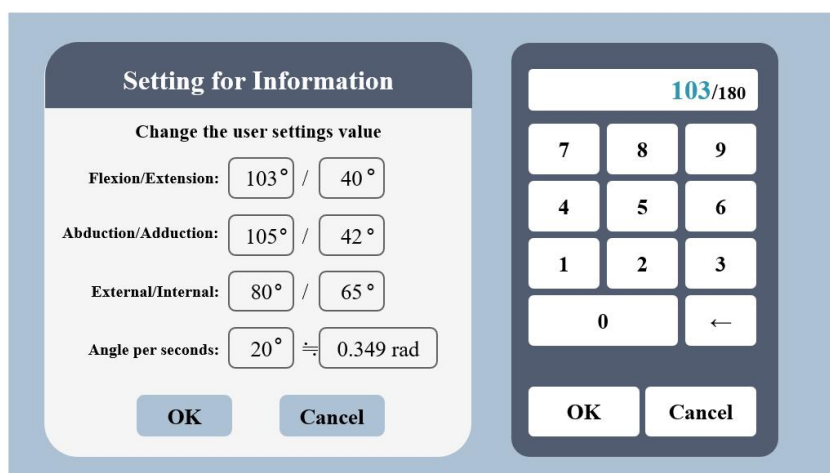 Setting for Information
Change the user settings value
Flexion/Extension: 103° / 40°
Abduction/Adduction: 105° / 42°
External/Internal: 80° / 65°
Angle per seconds: 20° ≒ 0.349 rad
OK Cancel
103/180
7 8 9
4 5 6
1 2 3
0 ←
OK Cancel